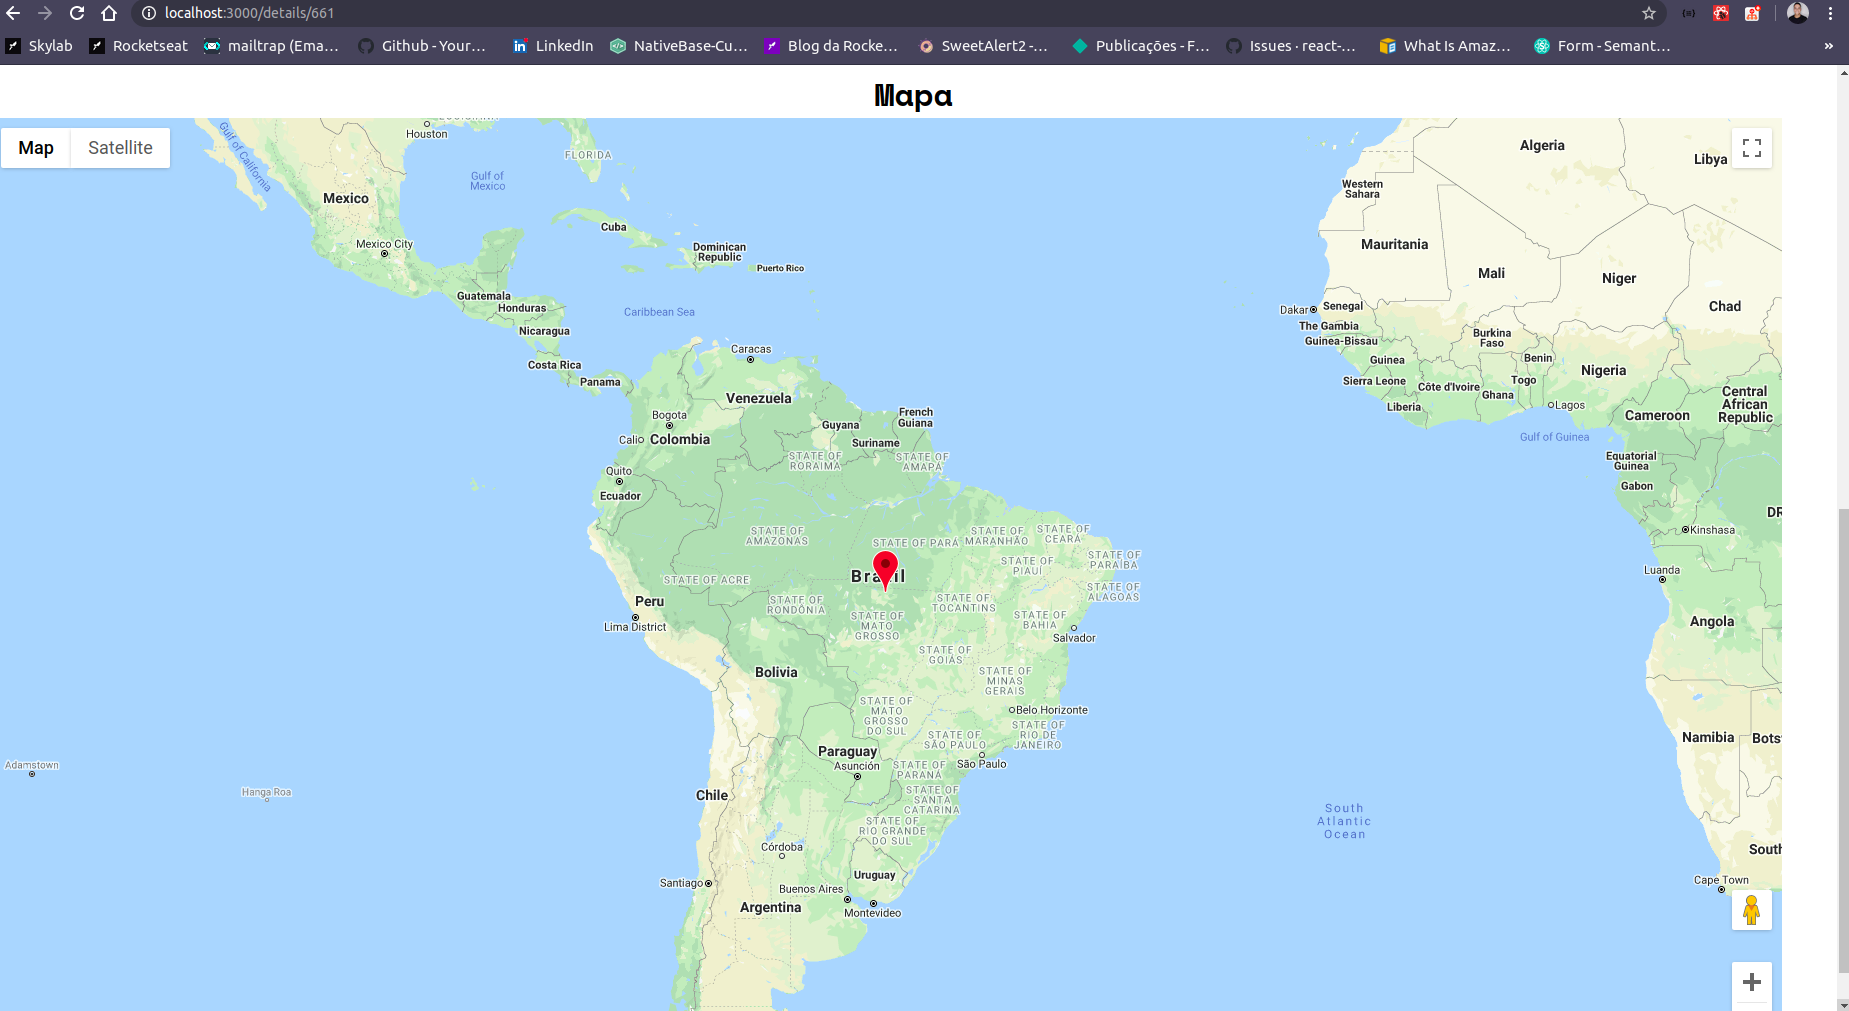 localhost:3000/details/661
Skylab
Rocketseat
mailtrap (Ema…
Github - Your…
LinkedIn
NativeBase-Cu…
Blog da Rocke…
SweetAlert2 -…
Publicações - F…
Issues · react-…
What Is Amaz…
Form - Semant…
»
Mapa
Map
Satellite
Houston
FLORIDA
Gulf of California
Gulf of
Mexico
Mexico
Mexico City
Cuba
Dominican
Republic
Puerto Rico
Guatemala
Honduras
Nicaragua
Caribbean Sea
Costa Rica
Panama
Caracas
Venezuela
Bogota
Cali
Colombia
Guyana
French
Guiana
Suriname
STATE OF
RORAIMA
STATE OF
AMAPÁ
Quito
Ecuador
STATE OF
AMAZONAS
STATE OF PARÁ
STATE OF
MARANHÃO
STATE OF
CEARÁ
STATE OF
PIAUÍ
STATE OF
PARAÍBA
STATE OF
ALAGOAS
Brazil
STATE OF ACRE
Peru
STATE OF
RONDÔNIA
STATE OF
TOCANTINS
STATE OF
MATO
GROSSO
STATE OF
BAHIA
Salvador
Lima District
STATE OF
GOIÁS
Bolivia
STATE OF
MINAS
GERAIS
STATE OF
MATO
GROSSO
DO SUL
Belo Horizonte
STATE OF
RIO DE
JANEIRO
STATE OF
SÃO PAULO
São Paulo
Paraguay
Asunción
STATE OF
PARANÁ
STATE OF
SANTA
CATARINA
STATE OF
RIO GRANDE
DO SUL
Adamstown
Hanga Roa
Chile
Córdoba
Uruguay
Santiago
Buenos Aires
Montevideo
Argentina
Algeria
Libya
Western
Sahara
Mauritania
Mali
Niger
Chad
Dakar
Senegal
The Gambia
Guinea-Bissau
Burkina
Faso
Guinea
Benin
Nigeria
Sierra Leone
Côte d'Ivoire
Togo
Ghana
Liberia
Lagos
Central
African
Republic
Cameroon
Gulf of Guinea
Equatorial
Guinea
Gabon
DR
Kinshasa
Luanda
Angola
Namibia
Bots
South
Atlantic
Ocean
South
Cape Town